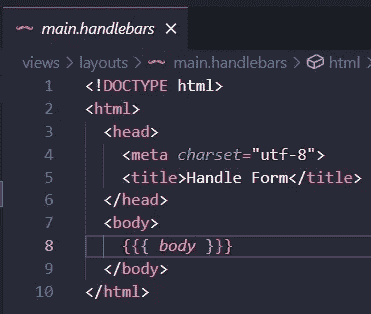 main.handlebars ×
views > layouts > main.handlebars > html
1 <!DOCTYPE html>
2 <html>
3   <head>
4     <meta charset="utf-8">
5     <title>Handle Form</title>
6   </head>
7   <body>
8     {{{ body }}}
9   </body>
10 </html>